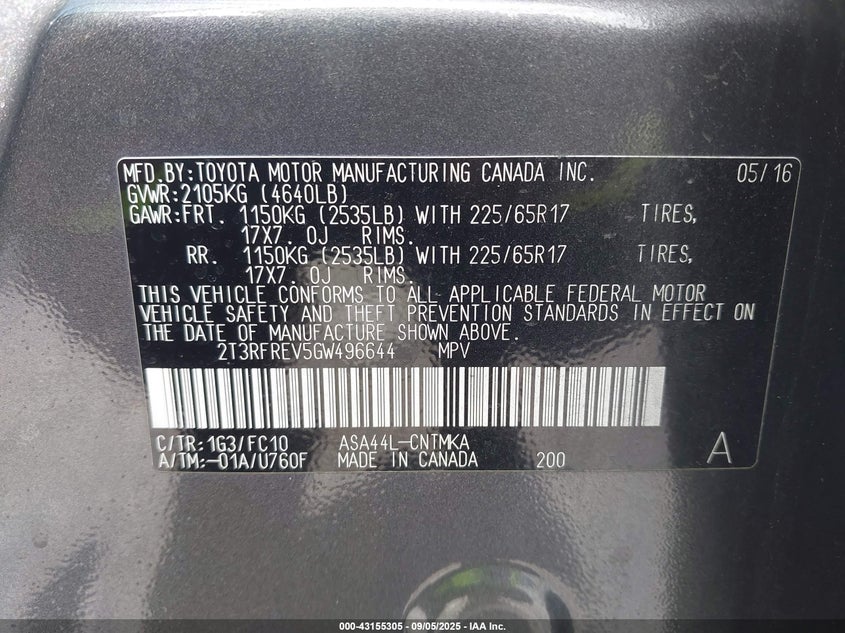 MFD.BY:TOYOTA MOTOR MANUFACTURING CANADA INC. 05/16
GVWR:2105KG (4640LB)
GAWR:FRT. 1150KG (2535LB) WITH 225/65R17 TIRES,
17X7.0J RIMS.
RR. 1150KG (2535LB) WITH 225/65R17 TIRES,
17X7.0J RIMS.
THIS VEHICLE CONFORMS TO ALL APPLICABLE FEDERAL MOTOR
VEHICLE SAFETY AND THEFT PREVENTION STANDARDS IN EFFECT ON
THE DATE OF MANUFACTURE SHOWN ABOVE.
2T3RFREV5GW496644 MPV
C/TR:1G3/FC10 ASA44L-CNTMKA
A/TM:-01A/U760F MADE IN CANADA 200 A
000-43155305 - 09/05/2025 - IAA Inc.